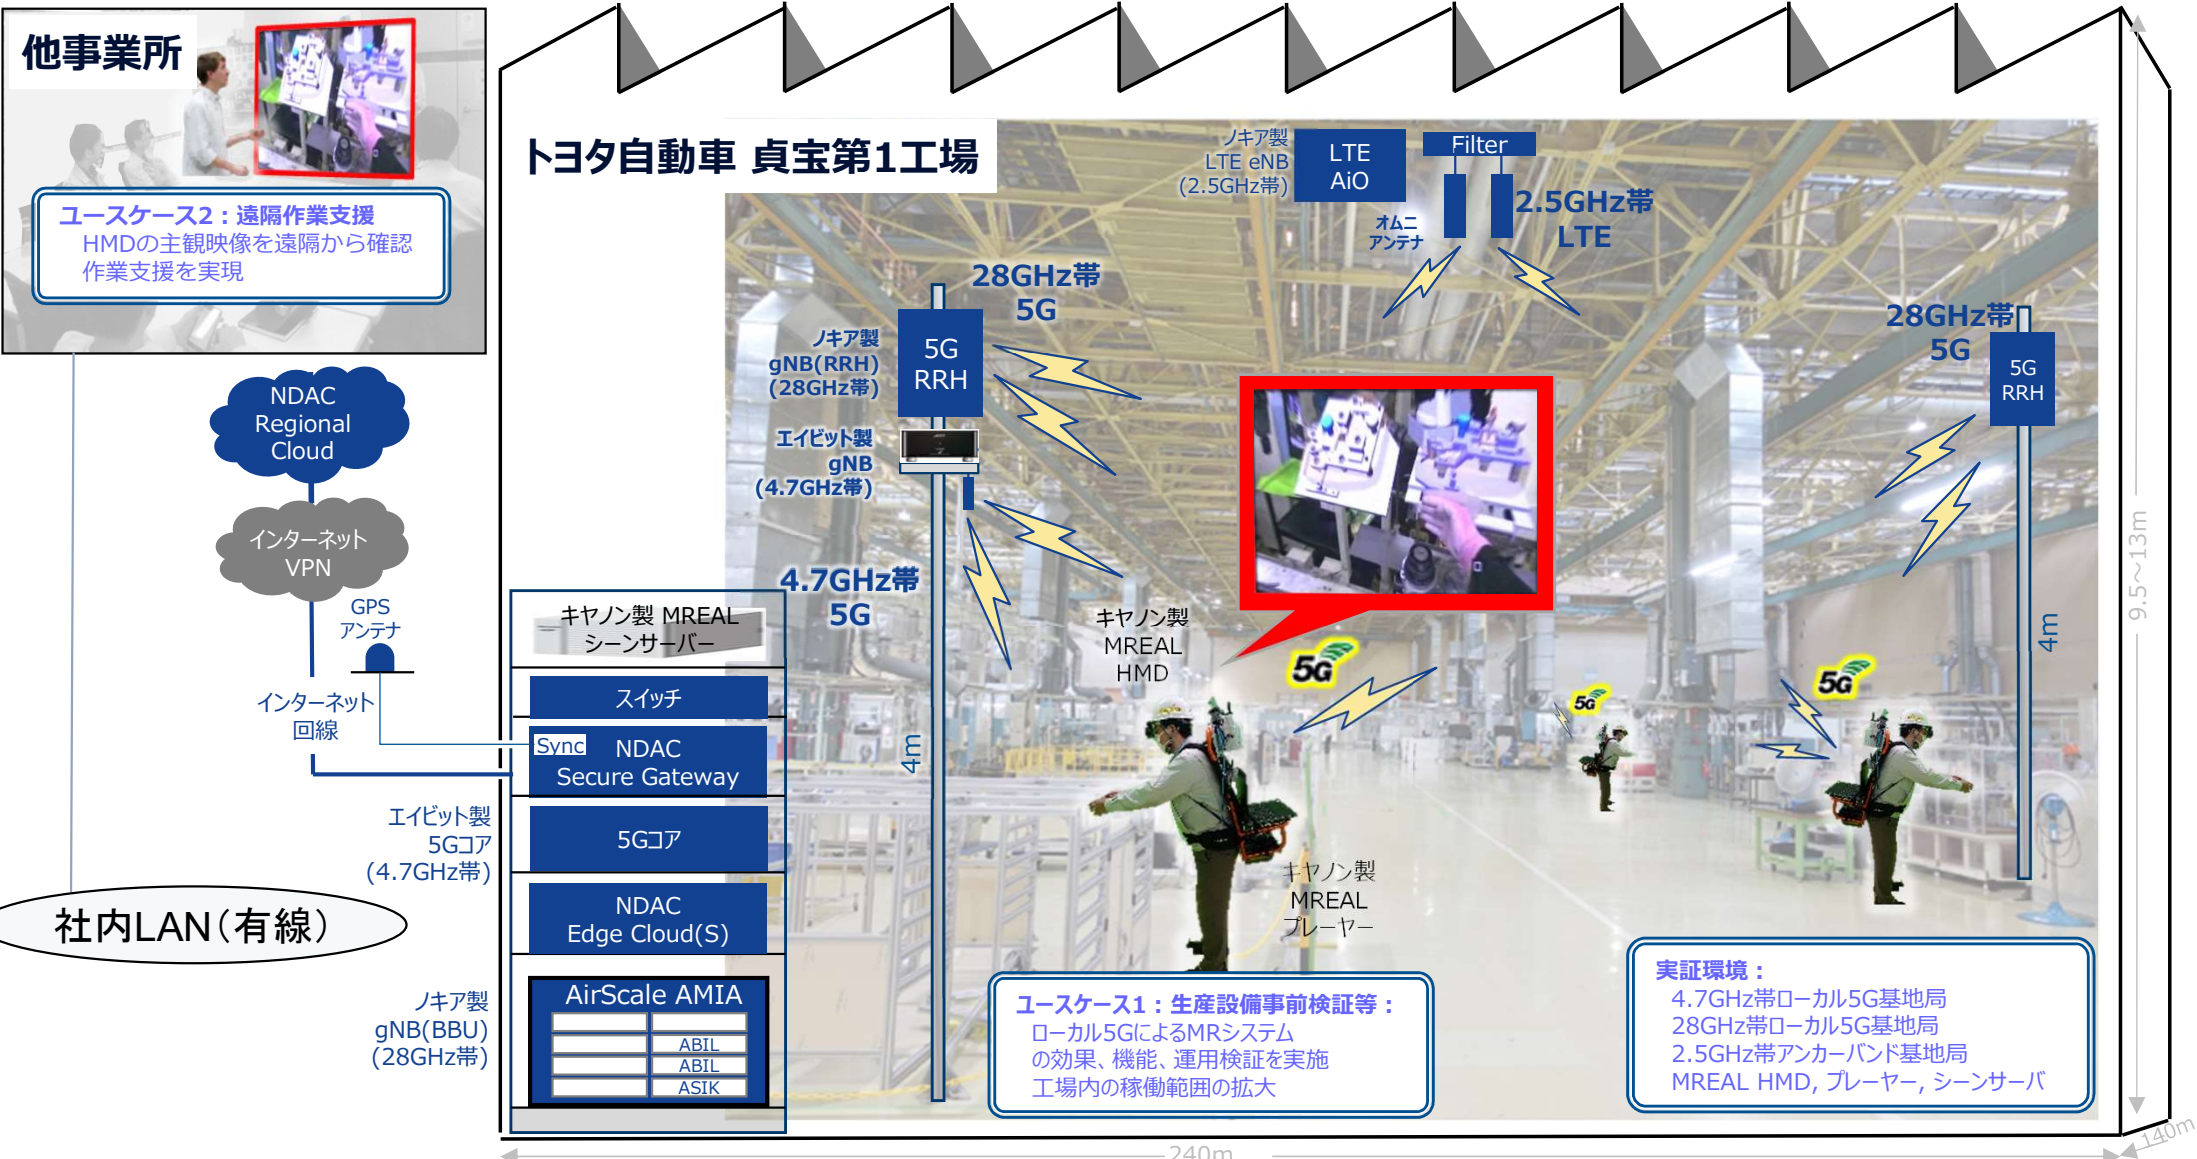 他事業所
ユースケース2：遠隔作業支援
HMDの主観映像を遠隔から確認
作業支援を実現
NDAC
Regional
Cloud
インターネット
VPN
GPS
アンテナ
インターネット
回線
エイビット製
5Gコア
(4.7GHz帯)
社内LAN（有線）
ノキア製
gNB(BBU)
(28GHz帯)
トヨタ自動車 貞宝第1工場
キヤノン製 MREAL
シーンサーバー
スイッチ
Sync
NDAC
Secure Gateway
5Gコア
NDAC
Edge Cloud(S)
AirScale AMIA
ABIL
ABIL
ASIK
ノキア製
LTE eNB
(2.5GHz帯)
LTE
AiO
Filter
オムニ
アンテナ
2.5GHz帯
LTE
28GHz帯
5G
ノキア製
gNB(RRH)
(28GHz帯)
5G
RRH
エイビット製
gNB
(4.7GHz帯)
4.7GHz帯
5G
4m
28GHz帯
5G
5G
RRH
4m
キヤノン製
MREAL
HMD
5G
5G
5G
キヤノン製
MREAL
プレーヤー
ユースケース1：生産設備事前検証等：
ローカル5GによるMRシステム
の効果、機能、運用検証を実施
工場内の稼働範囲の拡大
実証環境：
4.7GHz帯ローカル5G基地局
28GHz帯ローカル5G基地局
2.5GHz帯アンカーバンド基地局
MREAL HMD, プレーヤー, シーンサーバ
9.5～13m
240m
140m